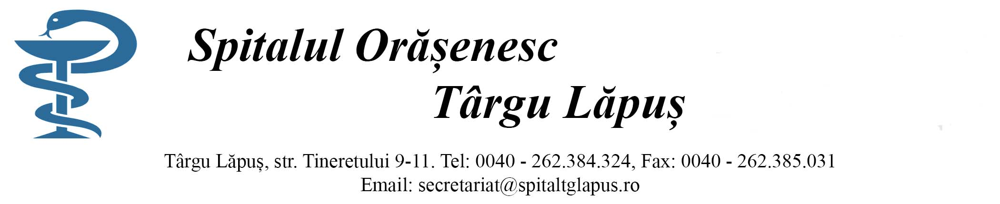 Spitalul Orășenesc
Târgu Lăpuș
Târgu Lăpuș, str. Tineretului 9-11. Tel: 0040 - 262.384.324, Fax: 0040 - 262.385.031
Email: secretariat@spitaltglapus.ro